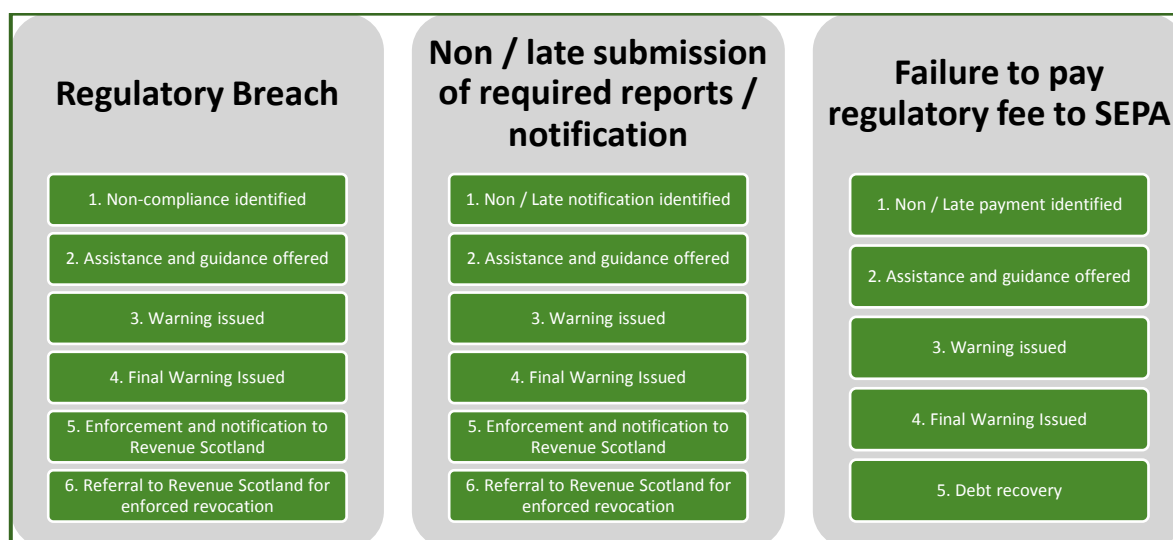 Regulatory Breach
1. Non-compliance identified
2. Assistance and guidance offered
3. Warning issued
4. Final Warning Issued
5. Enforcement and notification to
Revenue Scotland
6. Referral to Revenue Scotland for
enforced revocation
Non / late submission
of required reports /
notification
1. Non / Late notification identified
2. Assistance and guidance offered
3. Warning issued
4. Final Warning Issued
5. Enforcement and notification to
Revenue Scotland
6. Referral to Revenue Scotland for
enforced revocation
Failure to pay
regulatory fee to SEPA
1. Non / Late payment identified
2. Assistance and guidance offered
3. Warning issued
4. Final Warning Issued
5. Debt recovery